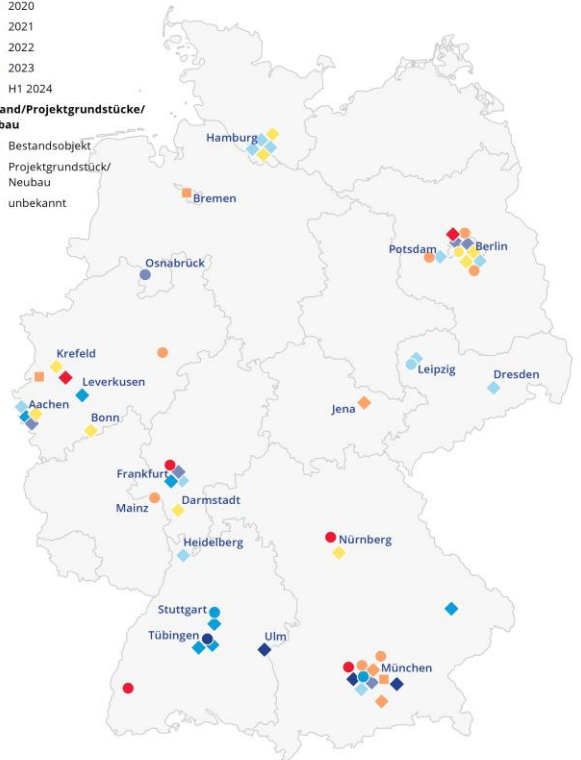 2020
2021
2022
2023
H1 2024
and/Projektgrundstücke/
bau
Bestandsobjekt
Projektgrundstück/
Neubau
unbekannt
Hamburg
Bremen
Potsdam
Berlin
Osnabrück
Krefeld
Leverkusen
Leipzig
Dresden
Aachen
Jena
Bonn
Frankfurt
Mainz
Darmstadt
Nürnberg
Heidelberg
Stuttgart
Tübingen
Ulm
München